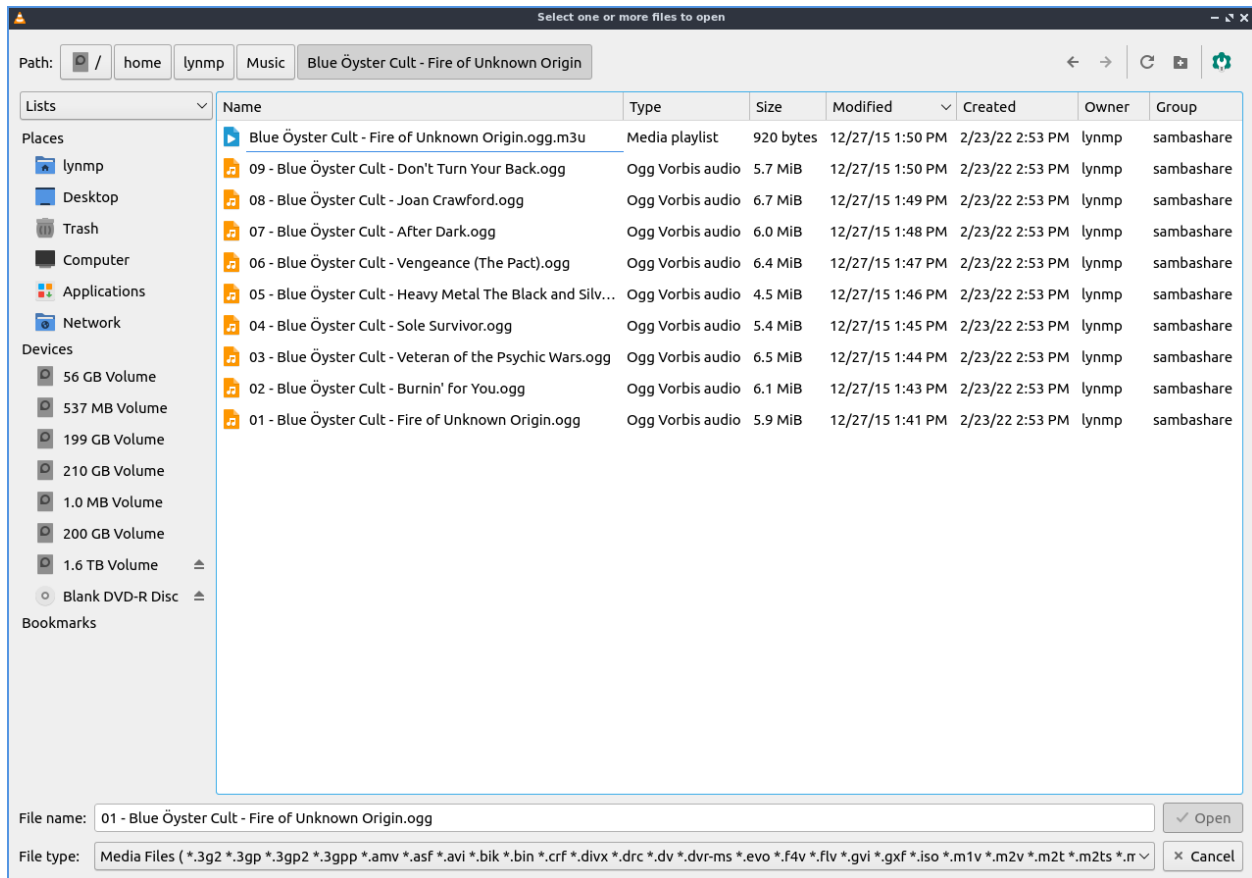 Select one or more files to open
Path: / home lynmp Music Blue Öyster Cult - Fire of Unknown Origin
Lists
Places
lynmp
Desktop
Trash
Computer
Applications
Network
Devices
56 GB Volume
537 MB Volume
199 GB Volume
210 GB Volume
1.0 MB Volume
200 GB Volume
1.6 TB Volume
Blank DVD-R Disc
Bookmarks
Name Type Size Modified Created Owner Group
Blue Öyster Cult - Fire of Unknown Origin.ogg.m3u Media playlist 920 bytes 12/27/15 1:50 PM 2/23/22 2:53 PM lynmp sambashare
09 - Blue Öyster Cult - Don't Turn Your Back.ogg Ogg Vorbis audio 5.7 MiB 12/27/15 1:50 PM 2/23/22 2:53 PM lynmp sambashare
08 - Blue Öyster Cult - Joan Crawford.ogg Ogg Vorbis audio 6.7 MiB 12/27/15 1:49 PM 2/23/22 2:53 PM lynmp sambashare
07 - Blue Öyster Cult - After Dark.ogg Ogg Vorbis audio 6.0 MiB 12/27/15 1:48 PM 2/23/22 2:53 PM lynmp sambashare
06 - Blue Öyster Cult - Vengeance (The Pact).ogg Ogg Vorbis audio 6.4 MiB 12/27/15 1:47 PM 2/23/22 2:53 PM lynmp sambashare
05 - Blue Öyster Cult - Heavy Metal The Black and Silv... Ogg Vorbis audio 4.5 MiB 12/27/15 1:46 PM 2/23/22 2:53 PM lynmp sambashare
04 - Blue Öyster Cult - Sole Survivor.ogg Ogg Vorbis audio 5.4 MiB 12/27/15 1:45 PM 2/23/22 2:53 PM lynmp sambashare
03 - Blue Öyster Cult - Veteran of the Psychic Wars.ogg Ogg Vorbis audio 6.5 MiB 12/27/15 1:44 PM 2/23/22 2:53 PM lynmp sambashare
02 - Blue Öyster Cult - Burnin' for You.ogg Ogg Vorbis audio 6.1 MiB 12/27/15 1:43 PM 2/23/22 2:53 PM lynmp sambashare
01 - Blue Öyster Cult - Fire of Unknown Origin.ogg Ogg Vorbis audio 5.9 MiB 12/27/15 1:41 PM 2/23/22 2:53 PM lynmp sambashare
File name: 01 - Blue Öyster Cult - Fire of Unknown Origin.ogg Open
File type: Media Files ( *.3g2 *.3gp *.3gp2 *.3gpp *.amv *.asf *.avi *.bik *.bin *.crf *.divx *.drc *.dv *.dvr-ms *.evo *.f4v *.flv *.gvi *.gxf *.iso *.m1v *.m2v *.m2t *.m2ts Cancel